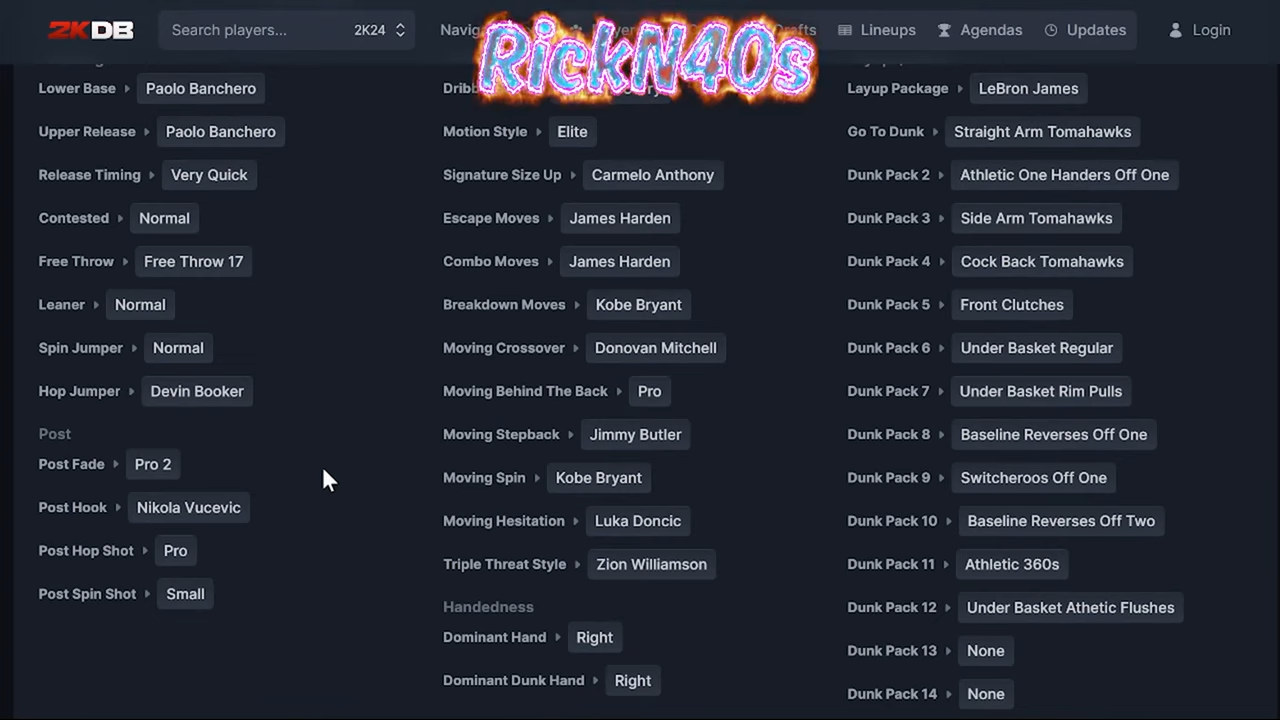 2KDB
Search players...
2K24
Lineups
Agendas
Updates
Login
RickN40s
Lower Base
Paolo Banchero
Upper Release
Paolo Banchero
Release Timing
Very Quick
Contested
Normal
Free Throw
Free Throw 17
Leaner
Normal
Spin Jumper
Normal
Hop Jumper
Devin Booker
Post
Post Fade
Pro 2
Post Hook
Nikola Vucevic
Post Hop Shot
Pro
Post Spin Shot
Small
Motion Style
Elite
Signature Size Up
Carmelo Anthony
Escape Moves
James Harden
Combo Moves
James Harden
Breakdown Moves
Kobe Bryant
Moving Crossover
Donovan Mitchell
Moving Behind The Back
Pro
Moving Stepback
Jimmy Butler
Moving Spin
Kobe Bryant
Moving Hesitation
Luka Doncic
Triple Threat Style
Zion Williamson
Handedness
Dominant Hand
Right
Dominant Dunk Hand
Right
Layup Package
LeBron James
Go To Dunk
Straight Arm Tomahawks
Dunk Pack 2
Athletic One Handers Off One
Dunk Pack 3
Side Arm Tomahawks
Dunk Pack 4
Cock Back Tomahawks
Dunk Pack 5
Front Clutches
Dunk Pack 6
Under Basket Regular
Dunk Pack 7
Under Basket Rim Pulls
Dunk Pack 8
Baseline Reverses Off One
Dunk Pack 9
Switcheroos Off One
Dunk Pack 10
Baseline Reverses Off Two
Dunk Pack 11
Athletic 360s
Dunk Pack 12
Under Basket Athetic Flushes
Dunk Pack 13
None
Dunk Pack 14
None